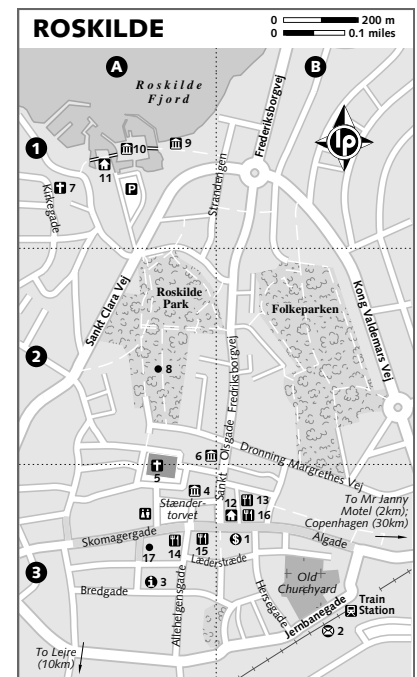 ROSKILDE
0 200 m
0 0.1 miles
A
B
Roskilde
Fjord
Frederiksborgvej
lp
1
10
9
11
7
P
Kirkegade
Strandengen
Sankt Clara Vej
Roskilde
Park
Folkeparken
Kong Valdemars Vej
2
8
Fredriksborgvej
Sankt Olsgade
6
Dronning Margrethes Vej
5
4
Stænder-
torvet
12
13
16
To Mr Janny
Motel (2km);
Copenhagen (30km)
Skomagergade
17
14
15
$ 1
Algade
3
Læderstræde
i 3
Bredgade
Allehelgensgade
Hersegade
Old
Churchyard
Jernbanegade
Train
Station
2
To Lejre
(10km)